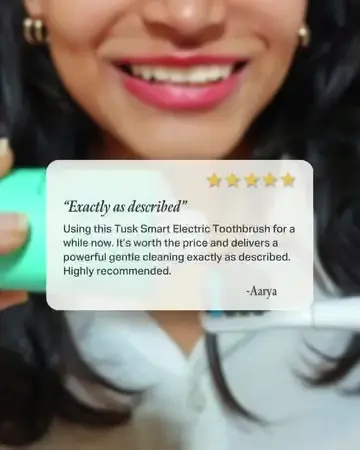 “Exactly as described”
Using this Tusk Smart Electric Toothbrush for a
while now. It's worth the price and delivers a
powerful gentle cleaning exactly as described.
Highly recommended.
-Aarya